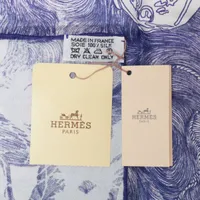 MADE IN FRANCE
SOIE 100% SILK
DRY CLEAN ONLY
HERMÈS
PARIS
HERMÈS
PARIS